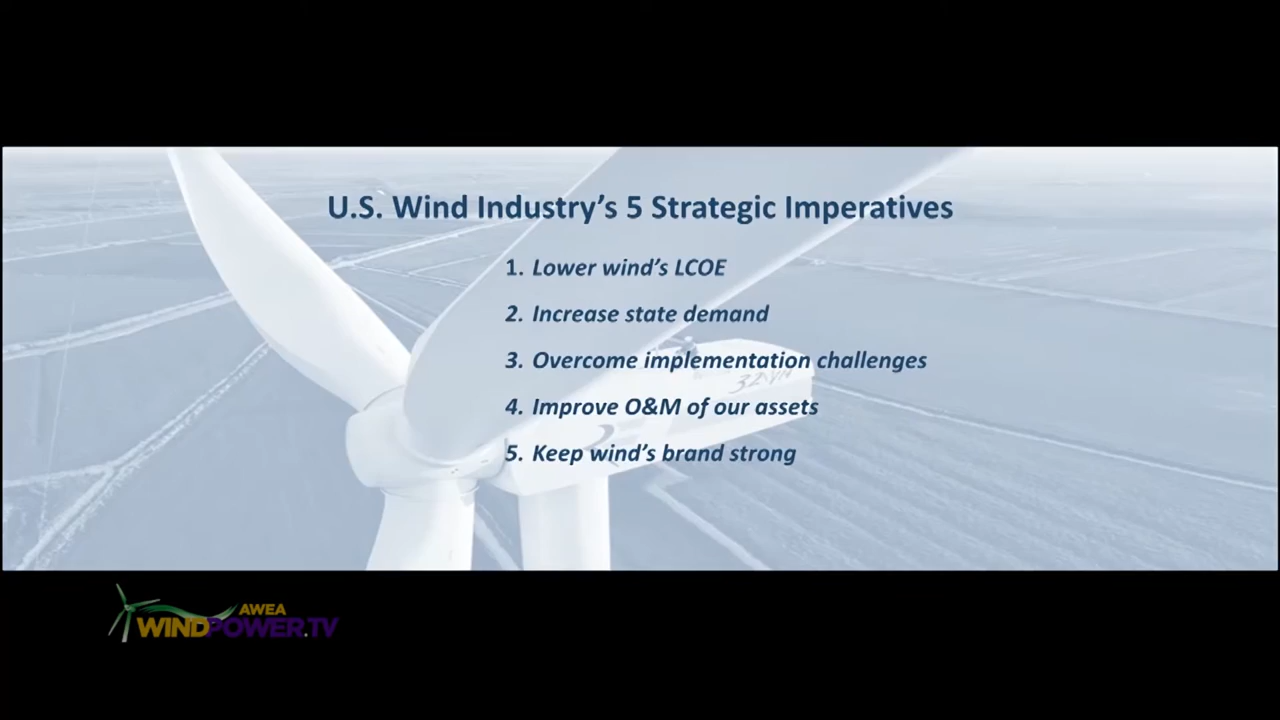 U.S. Wind Industry’s 5 Strategic Imperatives
1. Lower wind’s LCOE
2. Increase state demand
3. Overcome implementation challenges
4. Improve O&M of our assets
5. Keep wind’s brand strong
AWEA
WINDPOWER.TV